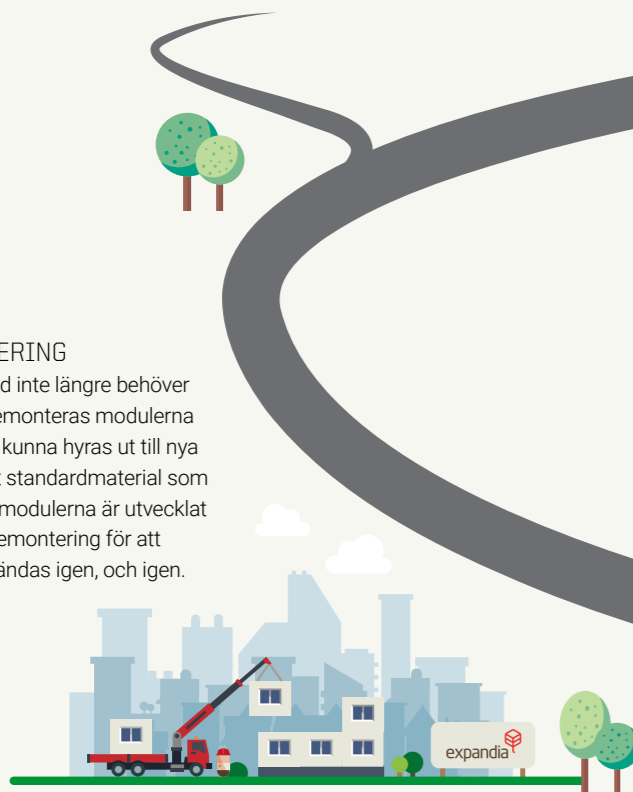 ERING
d inte längre behöver
emonteras modulerna
kunna hyras ut till nya
t standardmaterial som
modulerna är utvecklat
emontering för att
ändas igen, och igen.
expandia